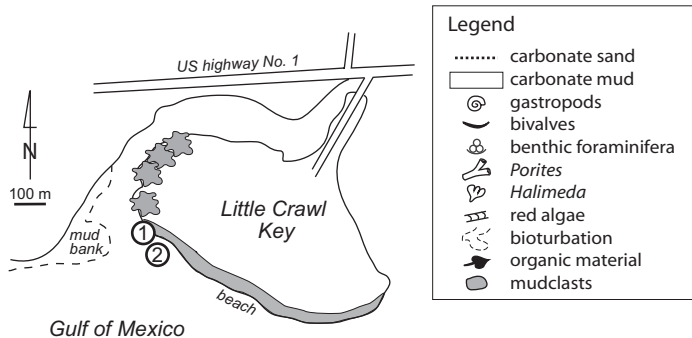 US highway No. 1
N
100 m
mud
bank
1
2
Little Crawl
Key
beach
Gulf of Mexico
Legend
carbonate sand
carbonate mud
gastropods
bivalves
benthic foraminifera
Porites
Halimeda
red algae
bioturbation
organic material
mudclasts